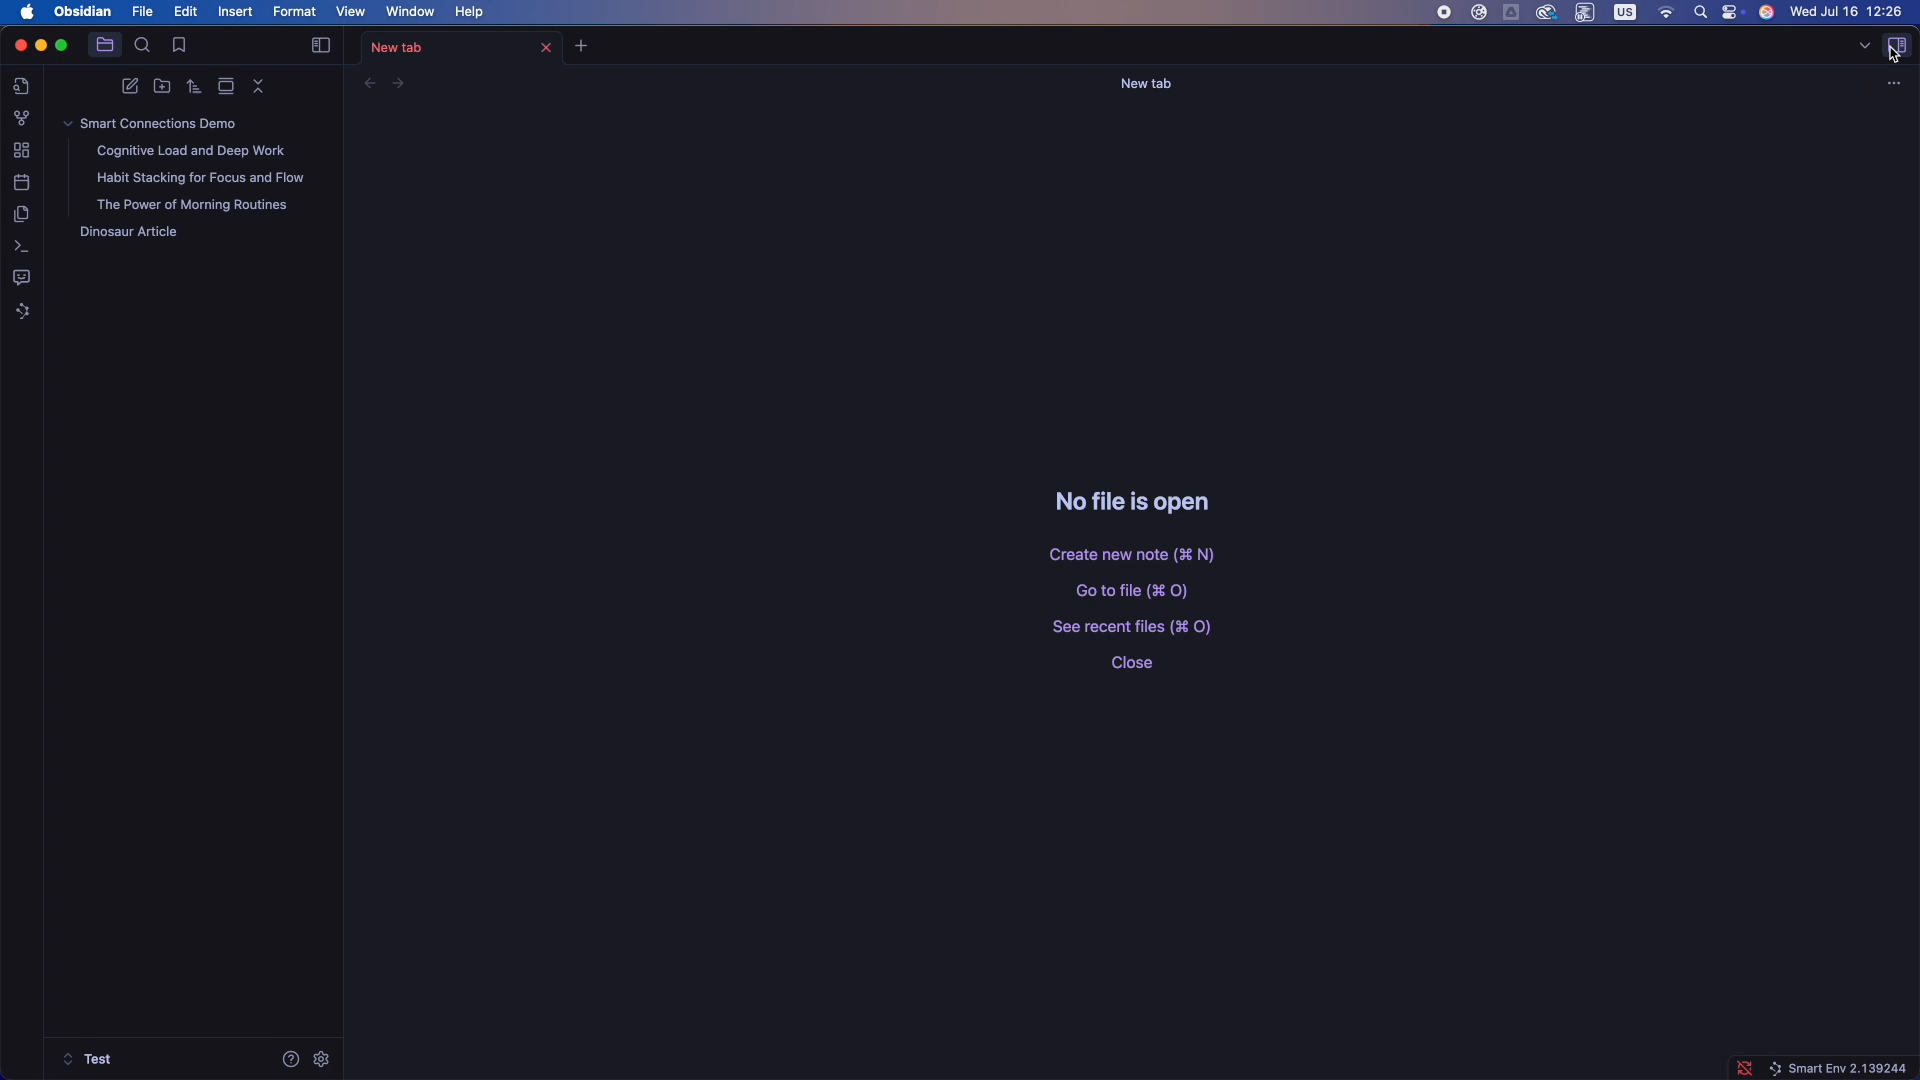 Obsidian File Edit Insert Format View Window Help US Wed Jul 16 12:26
New tab
New tab
Smart Connections Demo
Cognitive Load and Deep Work
Habit Stacking for Focus and Flow
The Power of Morning Routines
Dinosaur Article
No file is open
Create new note (⌘ N)
Go to file (⌘ O)
See recent files (⌘ O)
Close
Test
Smart Env 2.139244